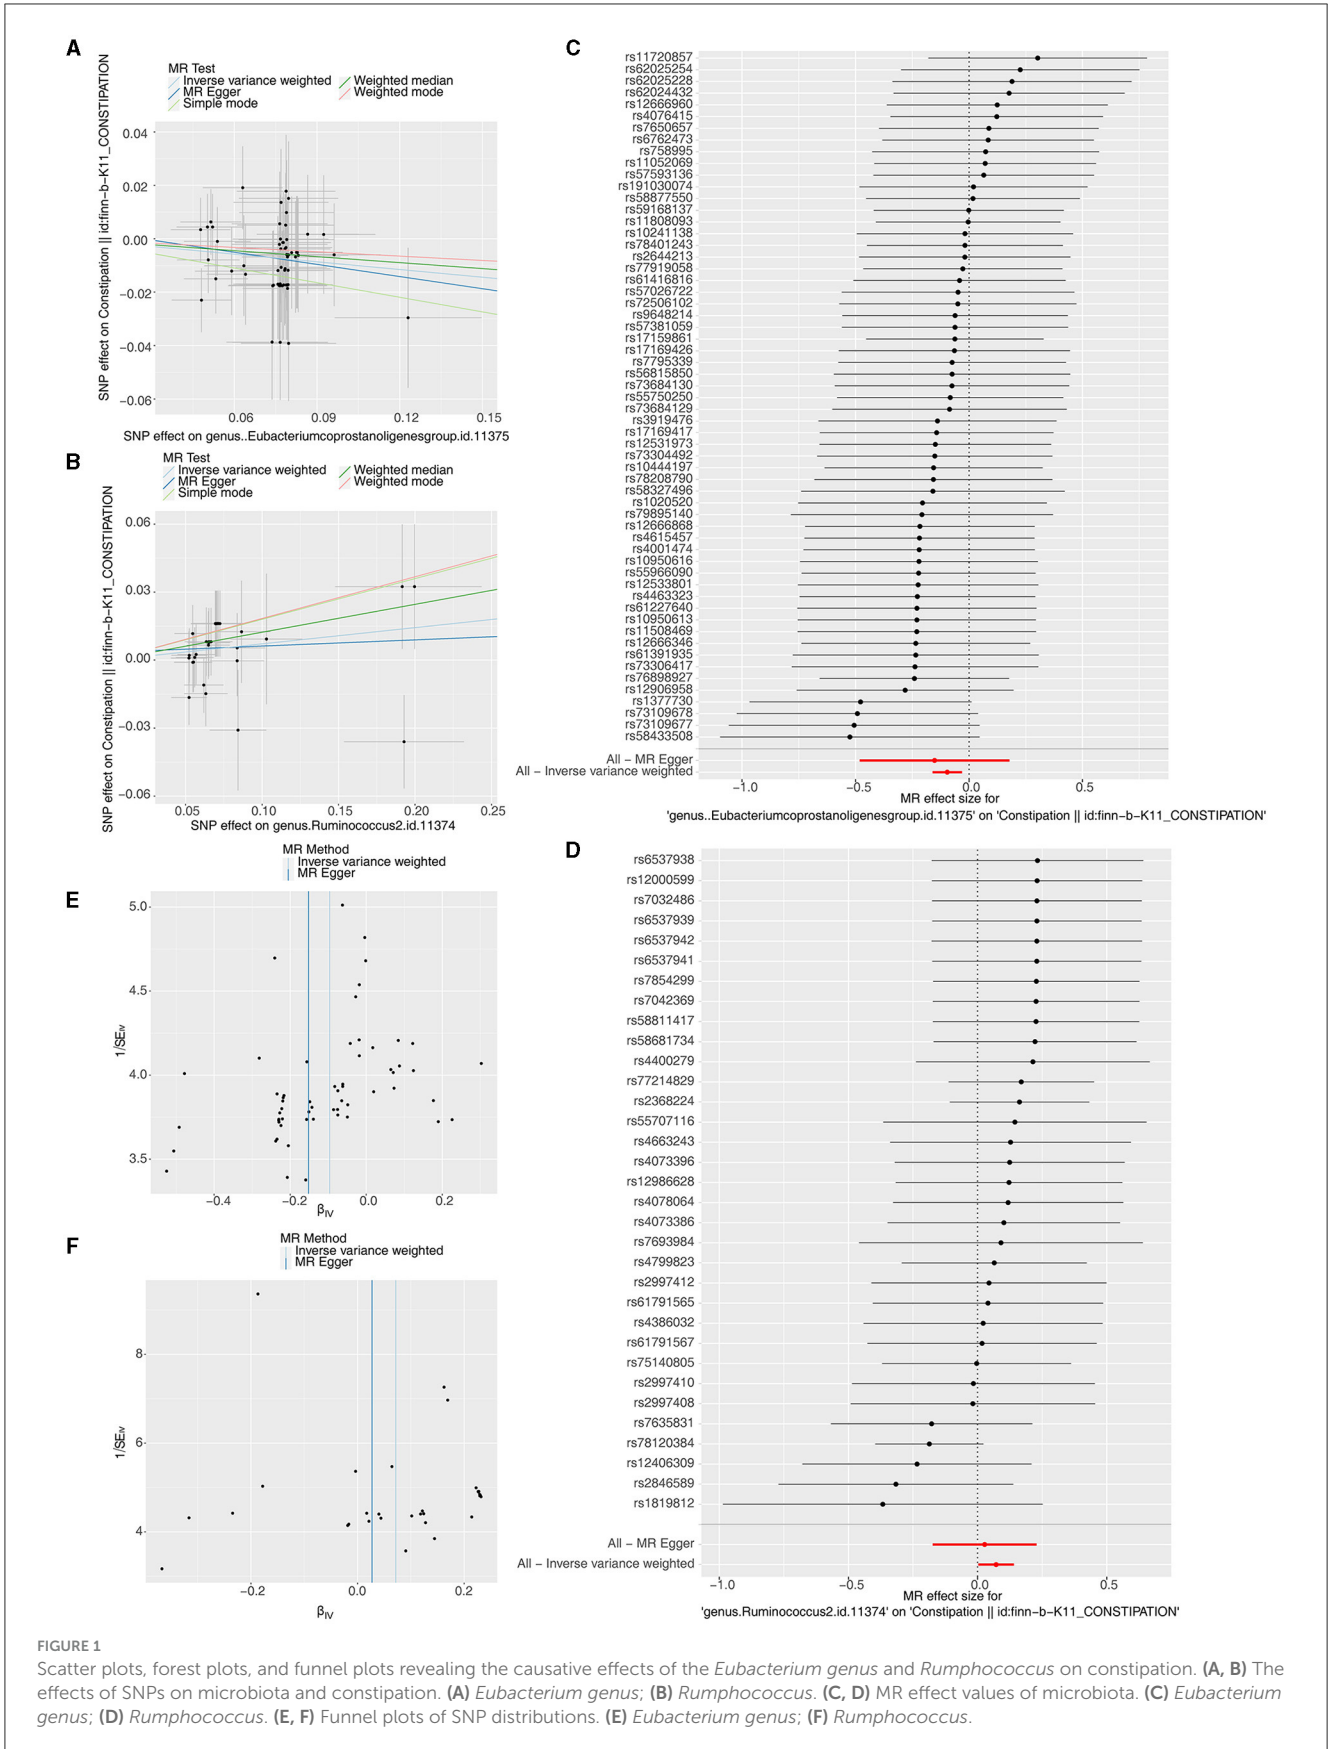 A
MR Test
Inverse variance weighted
MR Egger
Simple mode
Weighted median
Weighted mode
SNP effect on Constipation || id:finn−b−K11_CONSTIPATION
0.04
0.02
0.00
−0.02
−0.04
−0.06
0.06
0.09
0.12
0.15
SNP effect on genus..Eubacteriumcoprostanoligenesgroup.id.11375
B
MR Test
Inverse variance weighted
MR Egger
Simple mode
Weighted median
Weighted mode
SNP effect on Constipation || id:finn−b−K11_CONSTIPATION
0.06
0.03
0.00
−0.03
−0.06
0.05
0.10
0.15
0.20
0.25
SNP effect on genus.Ruminococcus2.id.11374
C
rs11720857
rs62025254
rs62025228
rs62024432
rs12666960
rs4076415
rs7650657
rs6762473
rs758995
rs11052069
rs57593136
rs191030074
rs58877550
rs59168137
rs11808093
rs10241138
rs78401243
rs2644213
rs77919058
rs61416816
rs57026722
rs72506102
rs9648214
rs57381059
rs17159861
rs17169426
rs7795339
rs56815850
rs73684130
rs55750250
rs73684129
rs3919476
rs17169417
rs12531973
rs73304492
rs10444197
rs78208790
rs58327496
rs1020520
rs79895140
rs12666868
rs4615457
rs4001474
rs10950616
rs55966090
rs12533801
rs4463323
rs61227640
rs10950613
rs11508469
rs12666346
rs61391935
rs73306417
rs76898927
rs12906958
rs1377730
rs73109678
rs73109677
rs58433508
All − MR Egger
All − Inverse variance weighted
−1.0
−0.5
0.0
0.5
MR effect size for
'genus..Eubacteriumcoprostanoligenesgroup.id.11375' on 'Constipation || id:finn−b−K11_CONSTIPATION'
D
rs6537938
rs12000599
rs7032486
rs6537939
rs6537942
rs6537941
rs7854299
rs7042369
rs58811417
rs58681734
rs4400279
rs77214829
rs2368224
rs55707116
rs4663243
rs4073396
rs12986628
rs4078064
rs4073386
rs7693984
rs4799823
rs2997412
rs61791565
rs4386032
rs61791567
rs75140805
rs2997410
rs2997408
rs7635831
rs78120384
rs12406309
rs2846589
rs1819812
All − MR Egger
All − Inverse variance weighted
−1.0
−0.5
0.0
0.5
MR effect size for
'genus.Ruminococcus2.id.11374' on 'Constipation || id:finn−b−K11_CONSTIPATION'
E
MR Method
Inverse variance weighted
MR Egger
1/SEIV
5.0
4.5
4.0
3.5
−0.4
−0.2
0.0
0.2
βIV
F
MR Method
Inverse variance weighted
MR Egger
1/SEIV
8
6
4
−0.2
0.0
0.2
βIV
FIGURE 1
Scatter plots, forest plots, and funnel plots revealing the causative effects of the Eubacterium genus and Rumphococcus on constipation. (A, B) The
effects of SNPs on microbiota and constipation. (A) Eubacterium genus; (B) Rumphococcus. (C, D) MR effect values of microbiota. (C) Eubacterium
genus; (D) Rumphococcus. (E, F) Funnel plots of SNP distributions. (E) Eubacterium genus; (F) Rumphococcus.